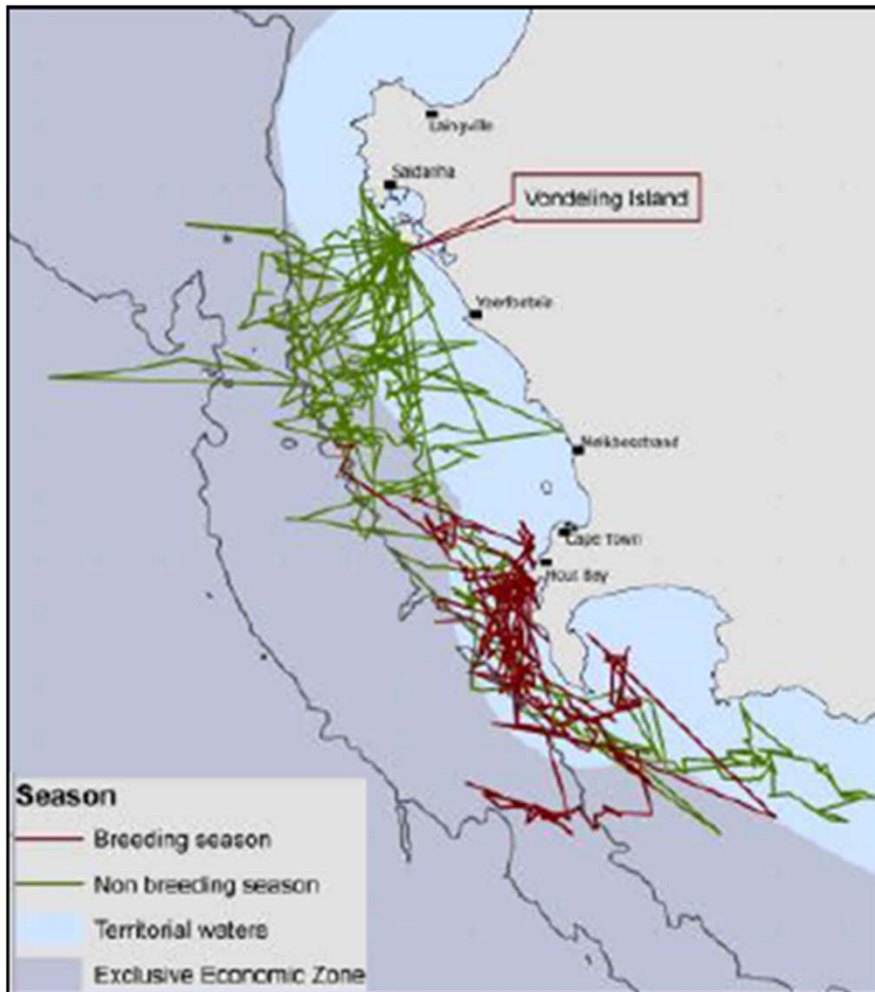 Laingville
Saldanha
Vondeling Island
Yzerfontein
Melkbosstrand
Cape Town
Hout Bay
Season
Breeding season
Non breeding season
Territorial waters
Exclusive Economic Zone